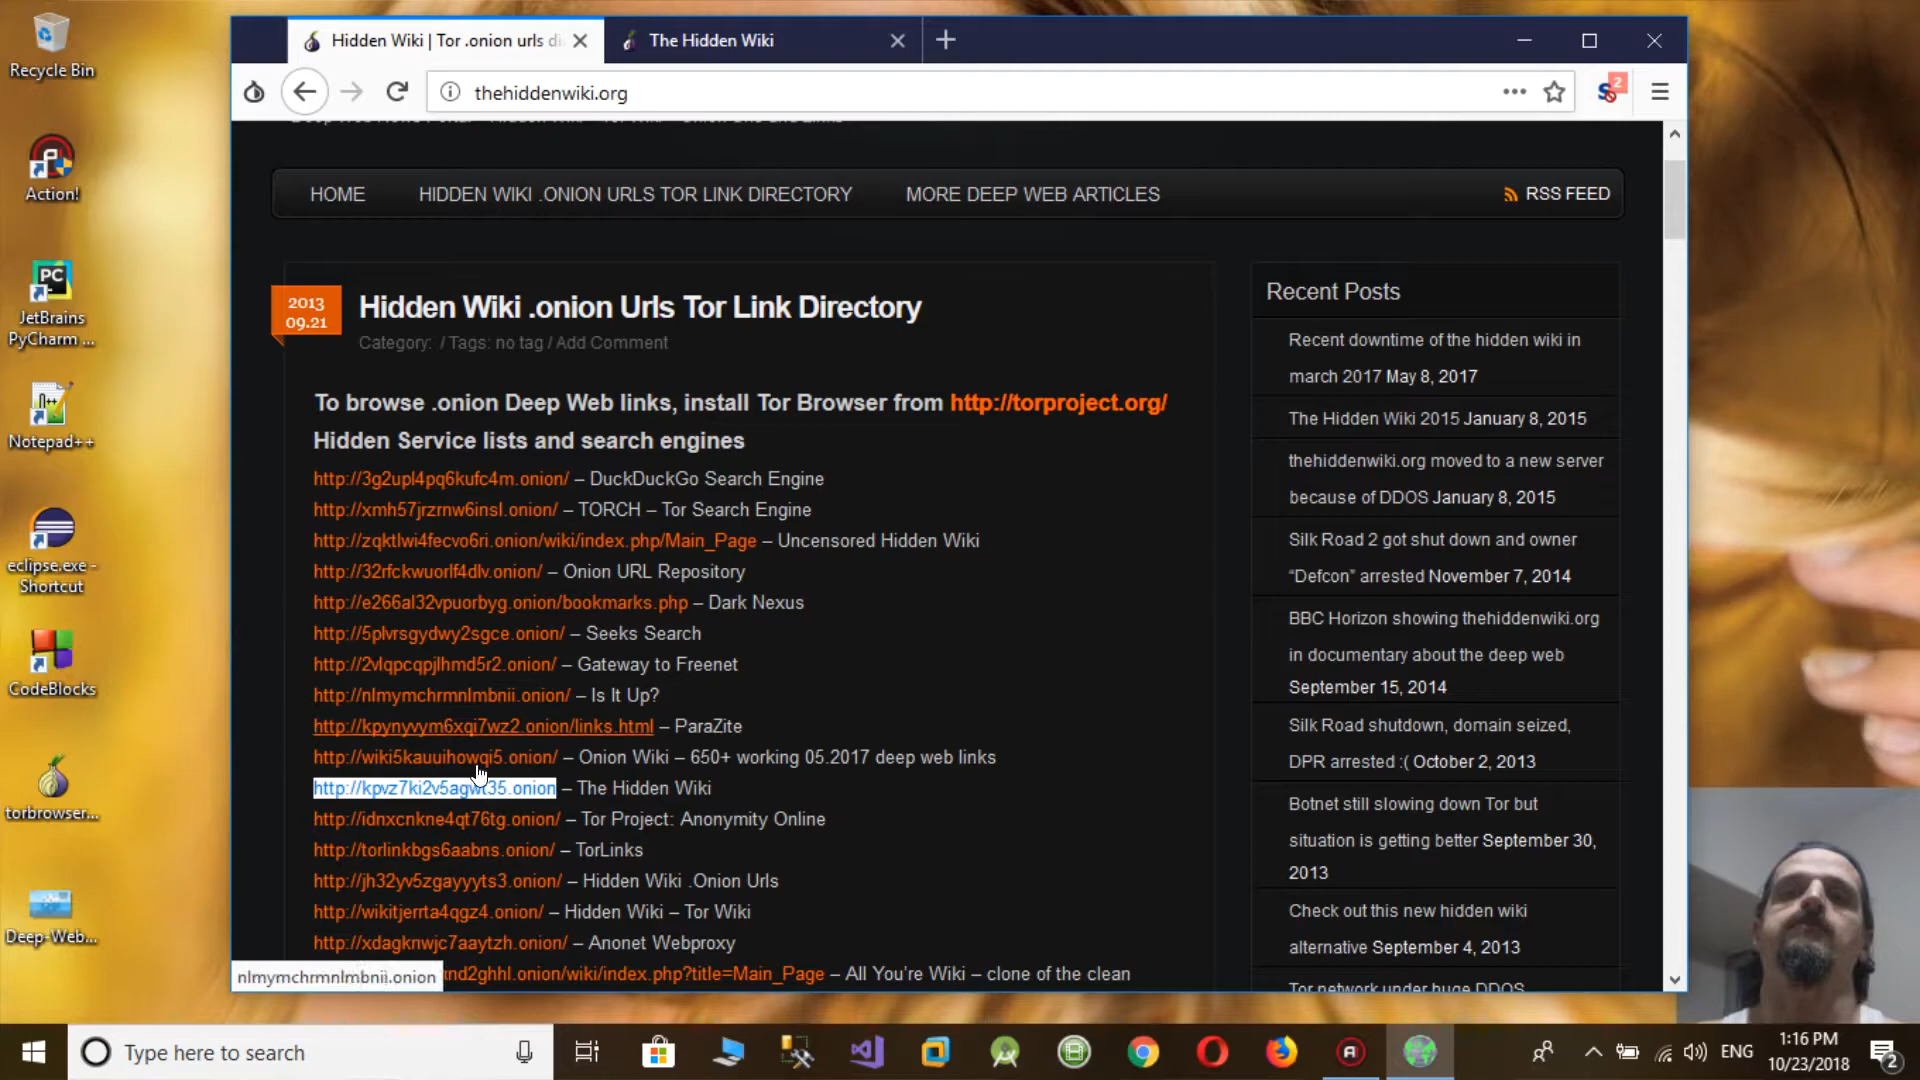 Recycle Bin
Action!
JetBrains
PyCharm ...
Notepad++
eclipse.exe -
Shortcut
CodeBlocks
torbrowser...
Deep-Web...
Hidden Wiki | Tor .onion urls di
The Hidden Wiki
thehiddenwiki.org
2
HOME
HIDDEN WIKI .ONION URLS TOR LINK DIRECTORY
MORE DEEP WEB ARTICLES
RSS FEED
2013
09.21
Hidden Wiki .onion Urls Tor Link Directory
Category: / Tags: no tag / Add Comment
To browse .onion Deep Web links, install Tor Browser from http://torproject.org/
Hidden Service lists and search engines
http://3g2upl4pq6kufc4m.onion/ – DuckDuckGo Search Engine
http://xmh57jrzrnw6insl.onion/ – TORCH – Tor Search Engine
http://zqktlwi4fecvo6ri.onion/wiki/index.php/Main_Page – Uncensored Hidden Wiki
http://32rfckwuorlf4dlv.onion/ – Onion URL Repository
http://e266al32vpuorbyg.onion/bookmarks.php – Dark Nexus
http://5plvrsgydwy2sgce.onion/ – Seeks Search
http://2vlqpcqpjlhmd5r2.onion/ – Gateway to Freenet
http://nlmymchrmnlmbnii.onion/ – Is It Up?
http://kpynyvym6xqi7wz2.onion/links.html – ParaZite
http://wiki5kauuihowqi5.onion/ – Onion Wiki – 650+ working 05.2017 deep web links
http://kpvz7ki2v5agwt35.onion – The Hidden Wiki
http://idnxcnkne4qt76tg.onion/ – Tor Project: Anonymity Online
http://torlinkbgs6aabns.onion/ – TorLinks
http://jh32yv5zgayyyts3.onion/ – Hidden Wiki .Onion Urls
http://wikitjerrta4qgz4.onion/ – Hidden Wiki – Tor Wiki
http://xdagknwjc7aaytzh.onion/ – Anonet Webproxy
nd2ghhl.onion/wiki/index.php?title=Main_Page – All You're Wiki – clone of the clean
nlmymchrmnlmbnii.onion
Recent Posts
Recent downtime of the hidden wiki in
march 2017 May 8, 2017
The Hidden Wiki 2015 January 8, 2015
thehiddenwiki.org moved to a new server
because of DDOS January 8, 2015
Silk Road 2 got shut down and owner
“Defcon” arrested November 7, 2014
BBC Horizon showing thehiddenwiki.org
in documentary about the deep web
September 15, 2014
Silk Road shutdown, domain seized,
DPR arrested :( October 2, 2013
Botnet still slowing down Tor but
situation is getting better September 30,
2013
Check out this new hidden wiki
alternative September 4, 2013
Tor network under huge DDOS
Type here to search
ENG
1:16 PM
10/23/2018
2